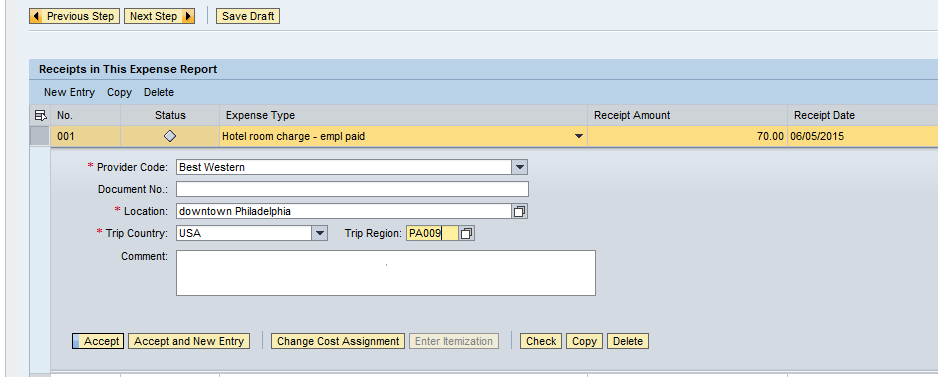 Previous Step Next Step Save Draft
Receipts in This Expense Report
New Entry Copy Delete
No. Status Expense Type Receipt Amount Receipt Date
001 Hotel room charge - empl paid 70.00 06/05/2015
* Provider Code: Best Western
Document No.:
* Location: downtown Philadelphia
* Trip Country: USA Trip Region: PA009
Comment:
Accept Accept and New Entry Change Cost Assignment Enter Itemization Check Copy Delete